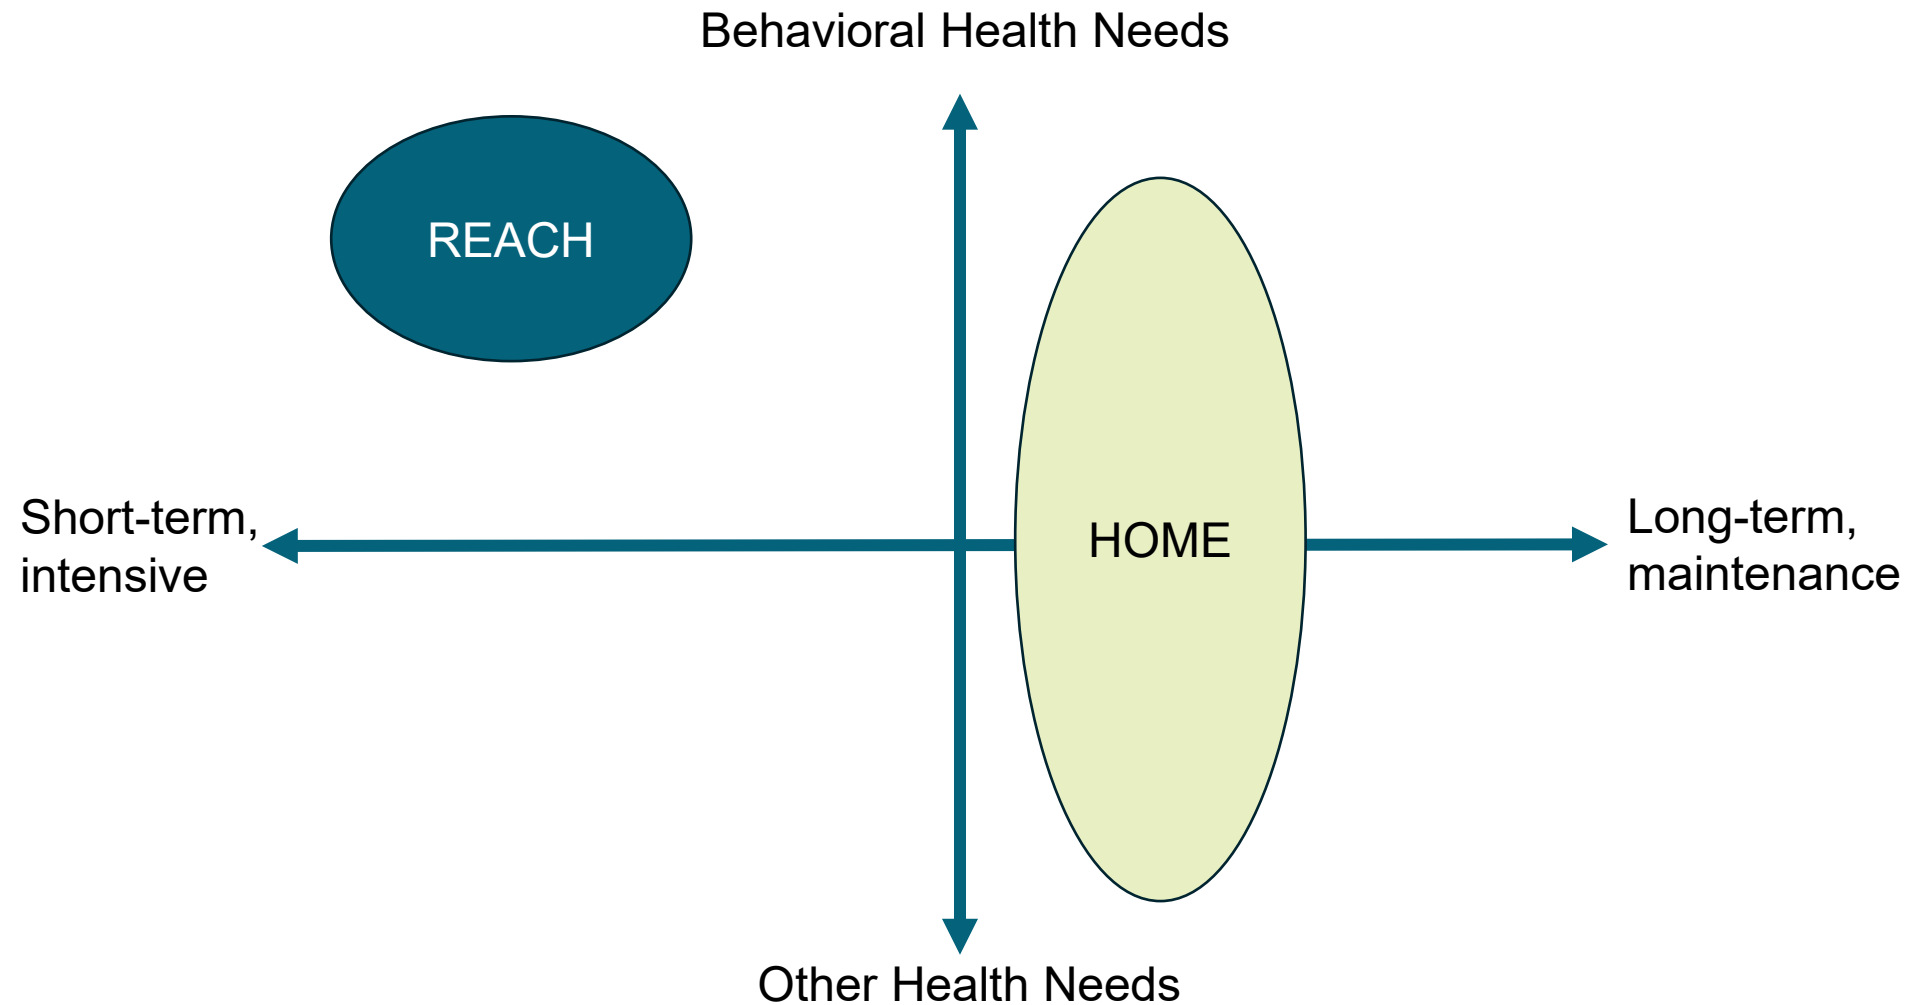 Behavioral Health Needs
REACH
Short-term,
intensive
HOME
Long-term,
maintenance
Other Health Needs